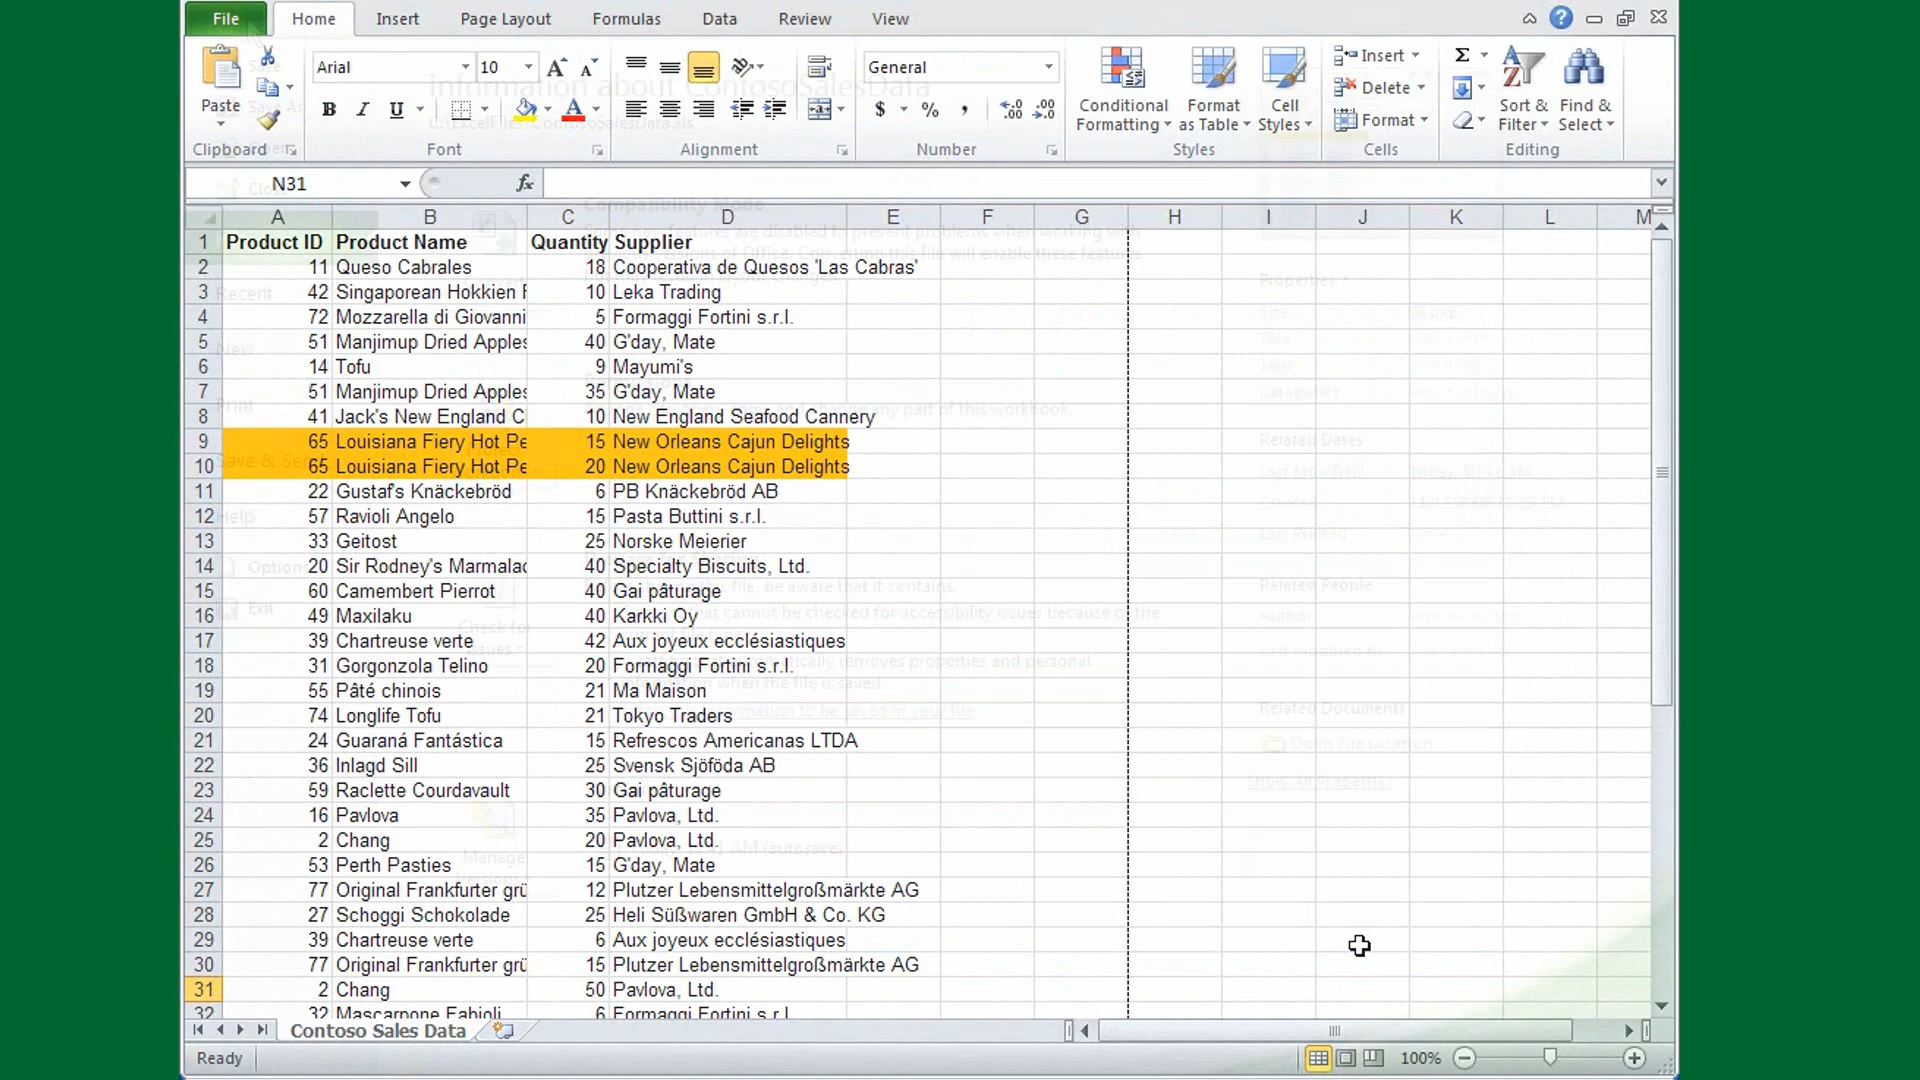 File Home Insert Page Layout Formulas Data Review View
Arial 10 General Insert Σ
Paste Conditional Format Cell Delete Sort & Find &
B I U $ % , Formatting as Table Styles Format Filter Select
Clipboard Font Alignment Number Styles Cells Editing
N31 fx
A B C D E F G H I J K L M
1 Product ID Product Name Quantity Supplier
2 11 Queso Cabrales 18 Cooperativa de Quesos 'Las Cabras'
3 42 Singaporean Hokkien F 10 Leka Trading
4 72 Mozzarella di Giovanni 5 Formaggi Fortini s.r.l.
5 51 Manjimup Dried Apples 40 G'day, Mate
6 14 Tofu 9 Mayumi's
7 51 Manjimup Dried Apples 35 G'day, Mate
8 41 Jack's New England C 10 New England Seafood Cannery
9 65 Louisiana Fiery Hot Pe 15 New Orleans Cajun Delights
10 65 Louisiana Fiery Hot Pe 20 New Orleans Cajun Delights
11 22 Gustaf's Knäckebröd 6 PB Knäckebröd AB
12 57 Ravioli Angelo 15 Pasta Buttini s.r.l.
13 33 Geitost 25 Norske Meierier
14 20 Sir Rodney's Marmalad 40 Specialty Biscuits, Ltd.
15 60 Camembert Pierrot 40 Gai pâturage
16 49 Maxilaku 40 Karkki Oy
17 39 Chartreuse verte 42 Aux joyeux ecclésiastiques
18 31 Gorgonzola Telino 20 Formaggi Fortini s.r.l.
19 55 Pâté chinois 21 Ma Maison
20 74 Longlife Tofu 21 Tokyo Traders
21 24 Guaraná Fantástica 15 Refrescos Americanas LTDA
22 36 Inlagd Sill 25 Svensk Sjöföda AB
23 59 Raclette Courdavault 30 Gai pâturage
24 16 Pavlova 35 Pavlova, Ltd.
25 2 Chang 20 Pavlova, Ltd.
26 53 Perth Pasties 15 G'day, Mate
27 77 Original Frankfurter grü 12 Plutzer Lebensmittelgroßmärkte AG
28 27 Schoggi Schokolade 25 Heli Süßwaren GmbH & Co. KG
29 39 Chartreuse verte 6 Aux joyeux ecclésiastiques
30 77 Original Frankfurter grü 15 Plutzer Lebensmittelgroßmärkte AG
31 2 Chang 50 Pavlova, Ltd.
32 32 Mascarpone Fabioli 6 Formaggi Fortini s.r.l.
Contoso Sales Data
Ready 100%